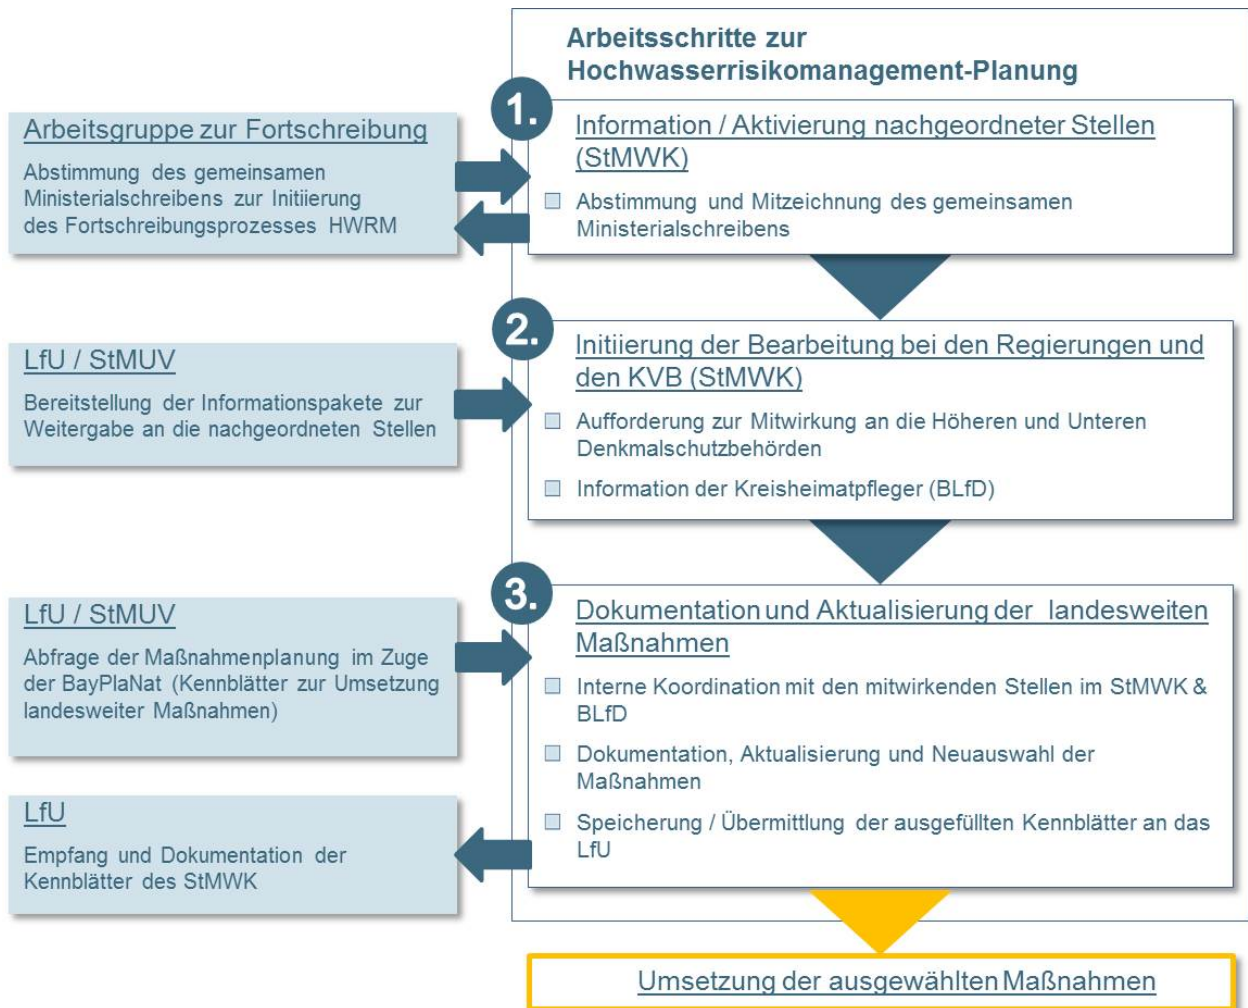 Arbeitsschritte zur
Hochwasserrisikomanagement-Planung
Arbeitsgruppe zur Fortschreibung
Abstimmung des gemeinsamen
Ministerialschreibens zur Initiierung
des Fortschreibungsprozesses HWRM
1.
Information / Aktivierung nachgeordneter Stellen
(StMWK)
Abstimmung und Mitzeichnung des gemeinsamen
Ministerialschreibens
LfU / StMUV
Bereitstellung der Informationspakete zur
Weitergabe an die nachgeordneten Stellen
2.
Initiierung der Bearbeitung bei den Regierungen und
den KVB (StMWK)
Aufforderung zur Mitwirkung an die Höheren und Unteren
Denkmalschutzbehörden
Information der Kreisheimatpfleger (BLfD)
LfU / StMUV
Abfrage der Maßnahmenplanung im Zuge
der BayPlaNat (Kennblätter zur Umsetzung
landesweiter Maßnahmen)
3.
Dokumentation und Aktualisierung der landesweiten
Maßnahmen
Interne Koordination mit den mitwirkenden Stellen im StMWK &
BLfD
Dokumentation, Aktualisierung und Neuauswahl der
Maßnahmen
Speicherung / Übermittlung der ausgefüllten Kennblätter an das
LfU
LfU
Empfang und Dokumentation der
Kennblätter des StMWK
Umsetzung der ausgewählten Maßnahmen